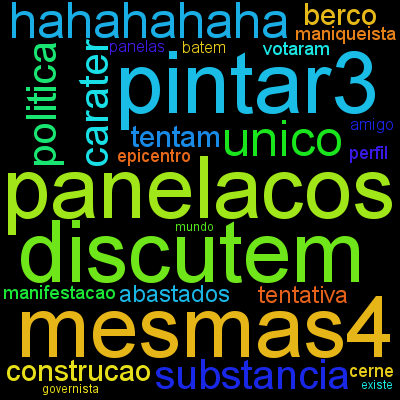 hahahahaha
berco
maniqueista
panelas
batem
votaram
politica
carater
pintar3
tentam
unico
amigo
epicentro
perfil
panelacos
mundo
discutem
manifestacao
abastados
tentativa
mesmas4
construcao
substancia
cerne
existe
governista